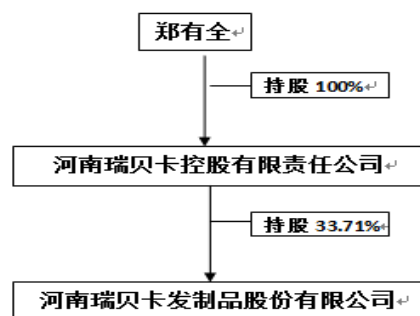 郑有全
持股 100%
河南瑞贝卡控股有限责任公司
持股 33.71%
河南瑞贝卡发制品股份有限公司